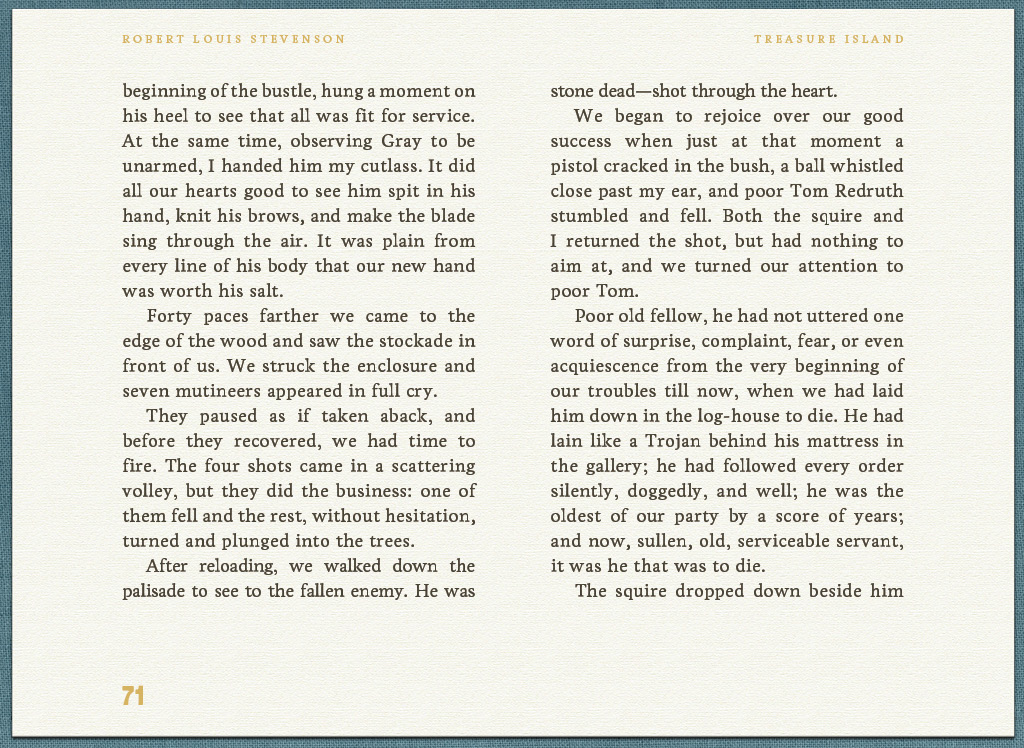 ROBERT LOUIS STEVENSON
TREASURE ISLAND
beginning of the bustle, hung a moment on
his heel to see that all was fit for service.
At the same time, observing Gray to be
unarmed, I handed him my cutlass. It did
all our hearts good to see him spit in his
hand, knit his brows, and make the blade
sing through the air. It was plain from
every line of his body that our new hand
was worth his salt.
Forty paces farther we came to the
edge of the wood and saw the stockade in
front of us. We struck the enclosure and
seven mutineers appeared in full cry.
They paused as if taken aback, and
before they recovered, we had time to
fire. The four shots came in a scattering
volley, but they did the business: one of
them fell and the rest, without hesitation,
turned and plunged into the trees.
After reloading, we walked down the
palisade to see to the fallen enemy. He was
stone dead—shot through the heart.
We began to rejoice over our good
success when just at that moment a
pistol cracked in the bush, a ball whistled
close past my ear, and poor Tom Redruth
stumbled and fell. Both the squire and
I returned the shot, but had nothing to
aim at, and we turned our attention to
poor Tom.
Poor old fellow, he had not uttered one
word of surprise, complaint, fear, or even
acquiescence from the very beginning of
our troubles till now, when we had laid
him down in the log-house to die. He had
lain like a Trojan behind his mattress in
the gallery; he had followed every order
silently, doggedly, and well; he was the
oldest of our party by a score of years;
and now, sullen, old, serviceable servant,
it was he that was to die.
The squire dropped down beside him
71